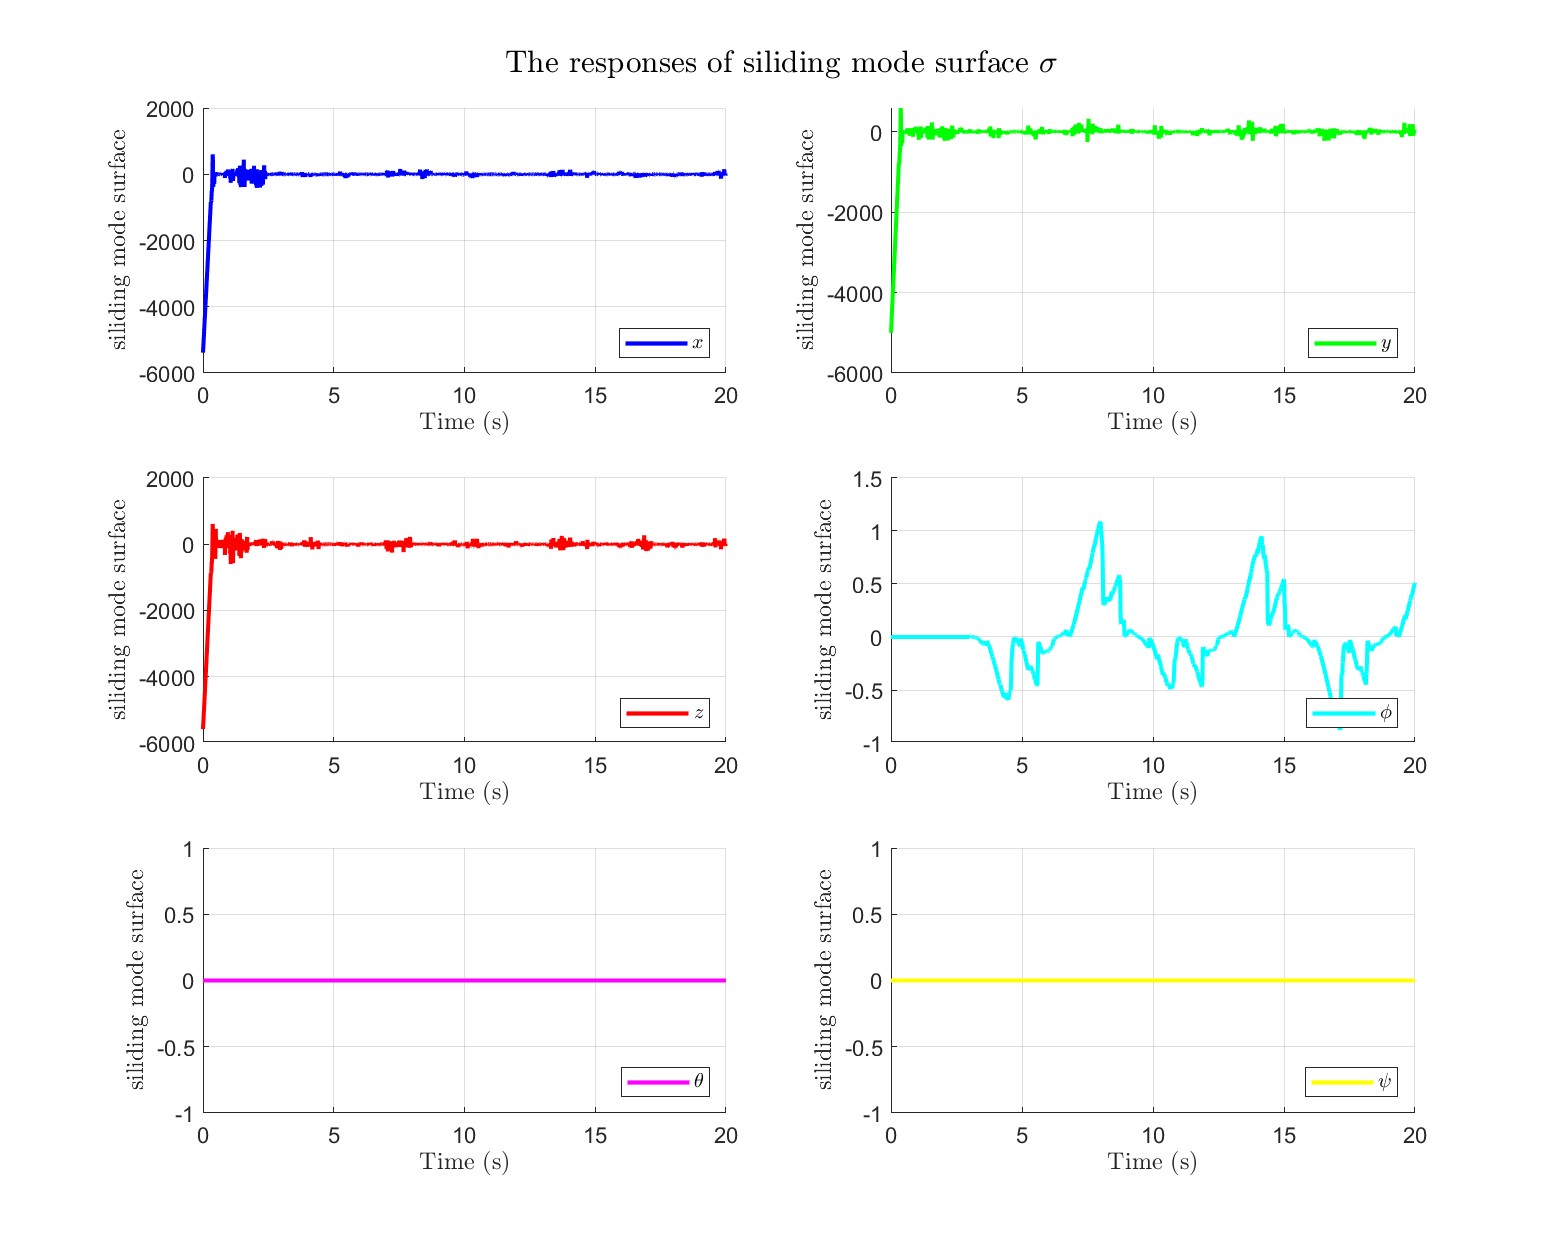 The responses of siliding mode surface σ
siliding mode surface
2000
0
-2000
-4000
-6000
0 5 10 15 20
Time (s)
x
siliding mode surface
0
-2000
-4000
-6000
0 5 10 15 20
Time (s)
y
siliding mode surface
2000
0
-2000
-4000
-6000
0 5 10 15 20
Time (s)
z
siliding mode surface
1.5
1
0.5
0
-0.5
-1
0 5 10 15 20
Time (s)
ϕ
siliding mode surface
1
0.5
0
-0.5
-1
0 5 10 15 20
Time (s)
θ
siliding mode surface
1
0.5
0
-0.5
-1
0 5 10 15 20
Time (s)
ψ